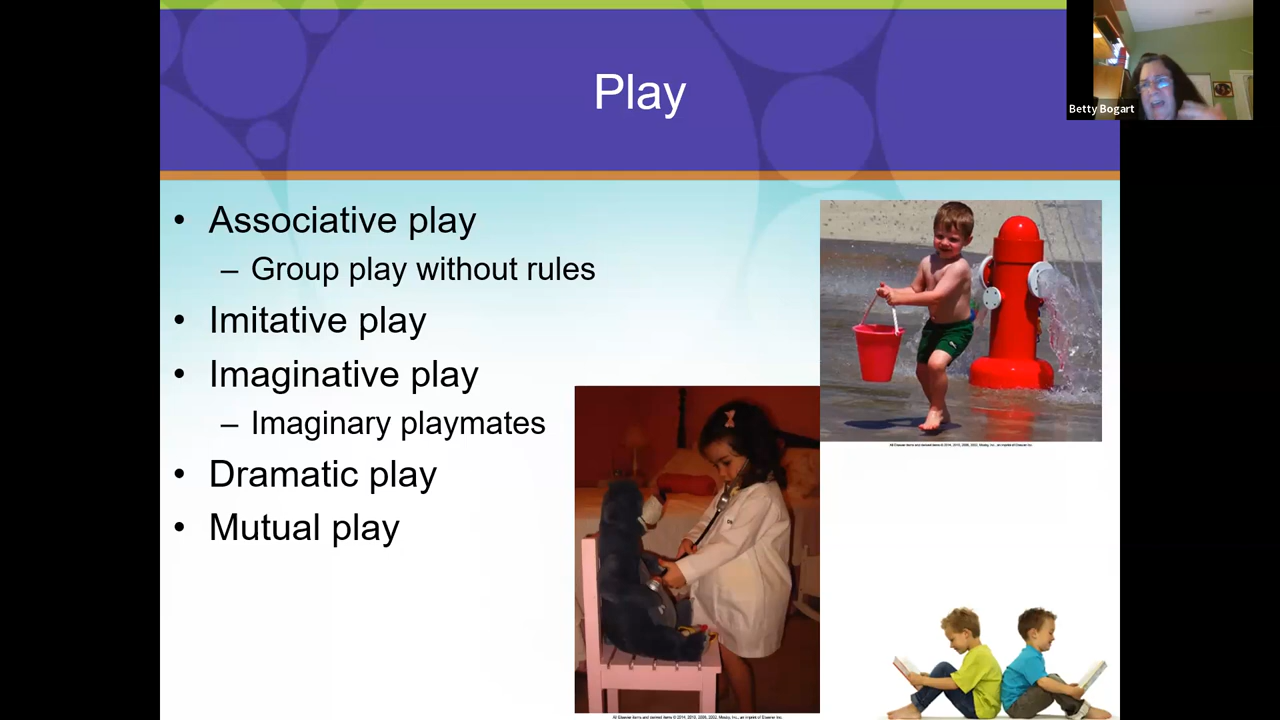 Play
Betty Bogart
• Associative play
– Group play without rules
• Imitative play
• Imaginative play
– Imaginary playmates
• Dramatic play
• Mutual play